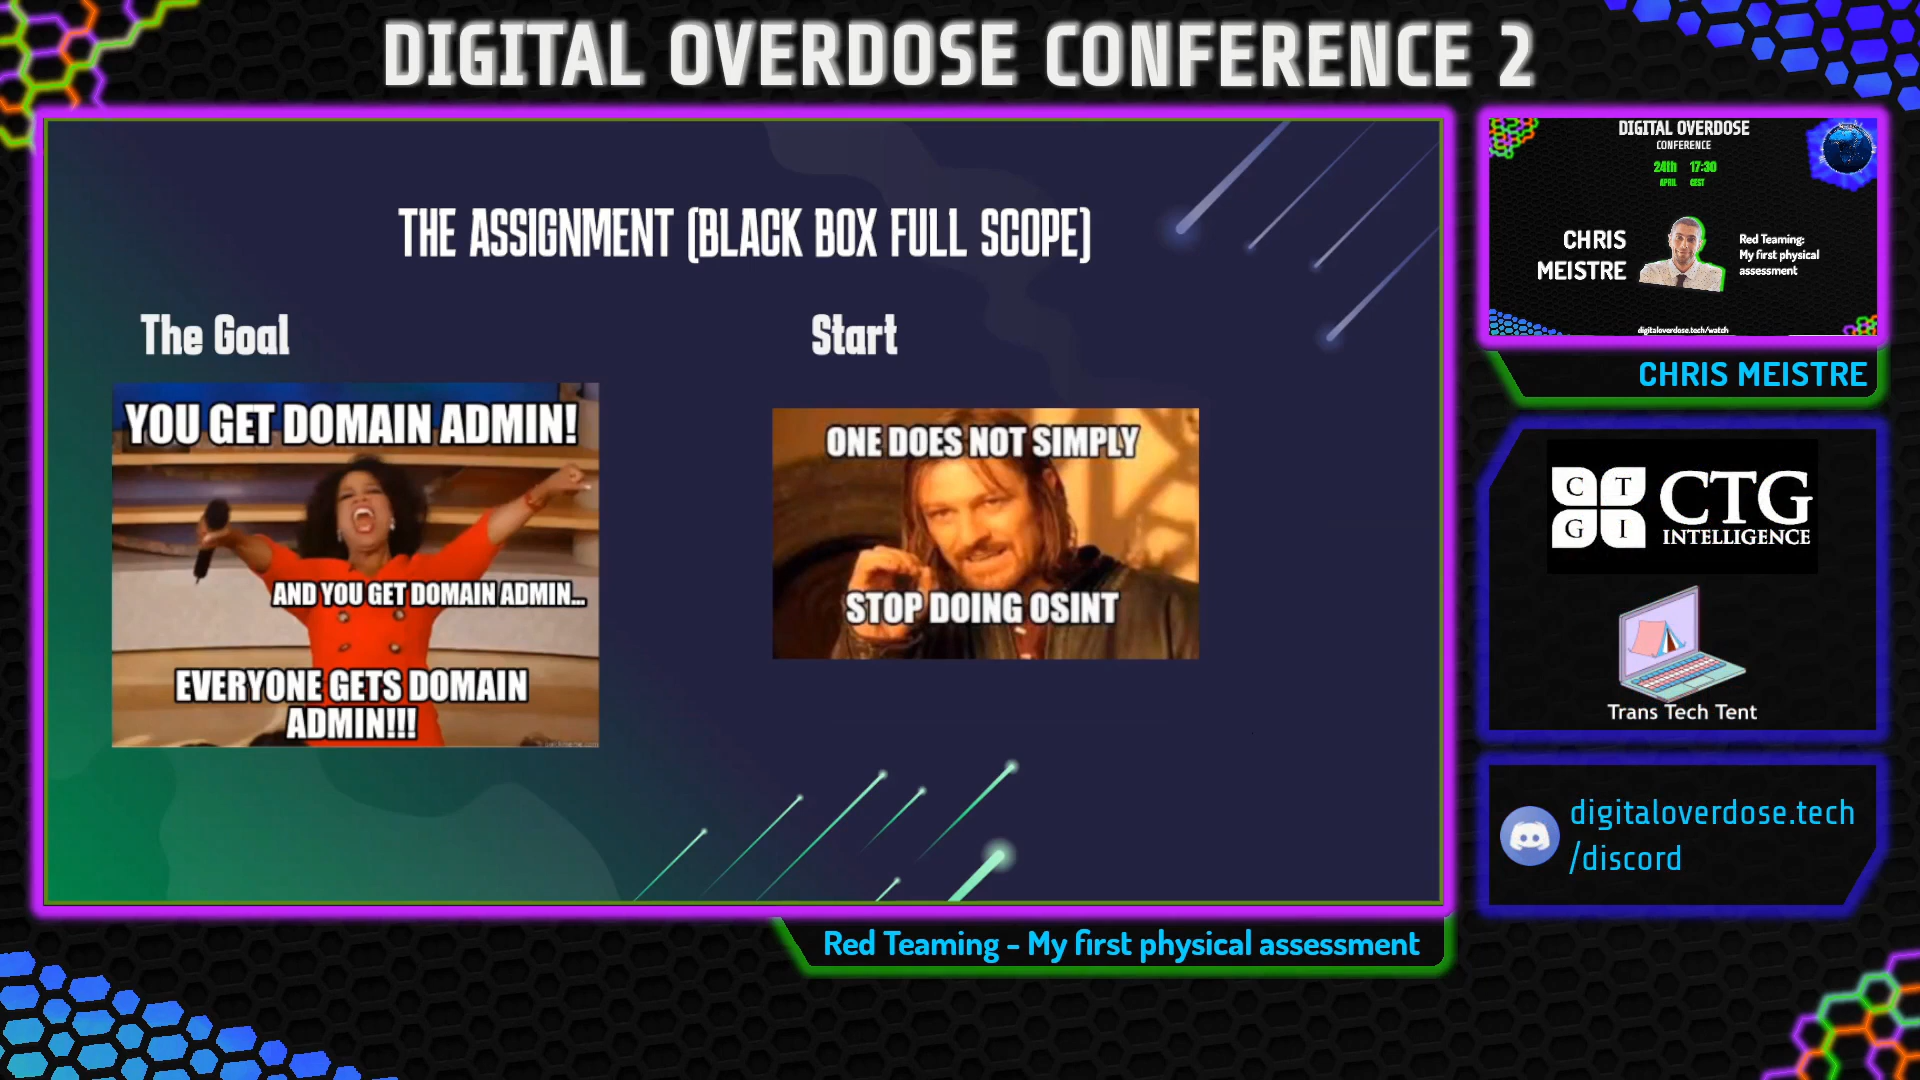 DIGITAL OVERDOSE CONFERENCE 2
THE ASSIGNMENT (BLACK BOX FULL SCOPE)
The Goal
YOU GET DOMAIN ADMIN!
AND YOU GET DOMAIN ADMIN...
EVERYONE GETS DOMAIN
ADMIN!!!
Start
ONE DOES NOT SIMPLY
STOP DOING OSINT
DIGITAL OVERDOSE
CONFERENCE
24th 17:30
APRIL CEST
CHRIS
MEISTRE
Red Teaming:
My first physical
assessment
digitaloverdose.tech/watch
CHRIS MEISTRE
C T
G I
CTG
INTELLIGENCE
Trans Tech Tent
digitaloverdose.tech
/discord
Red Teaming - My first physical assessment